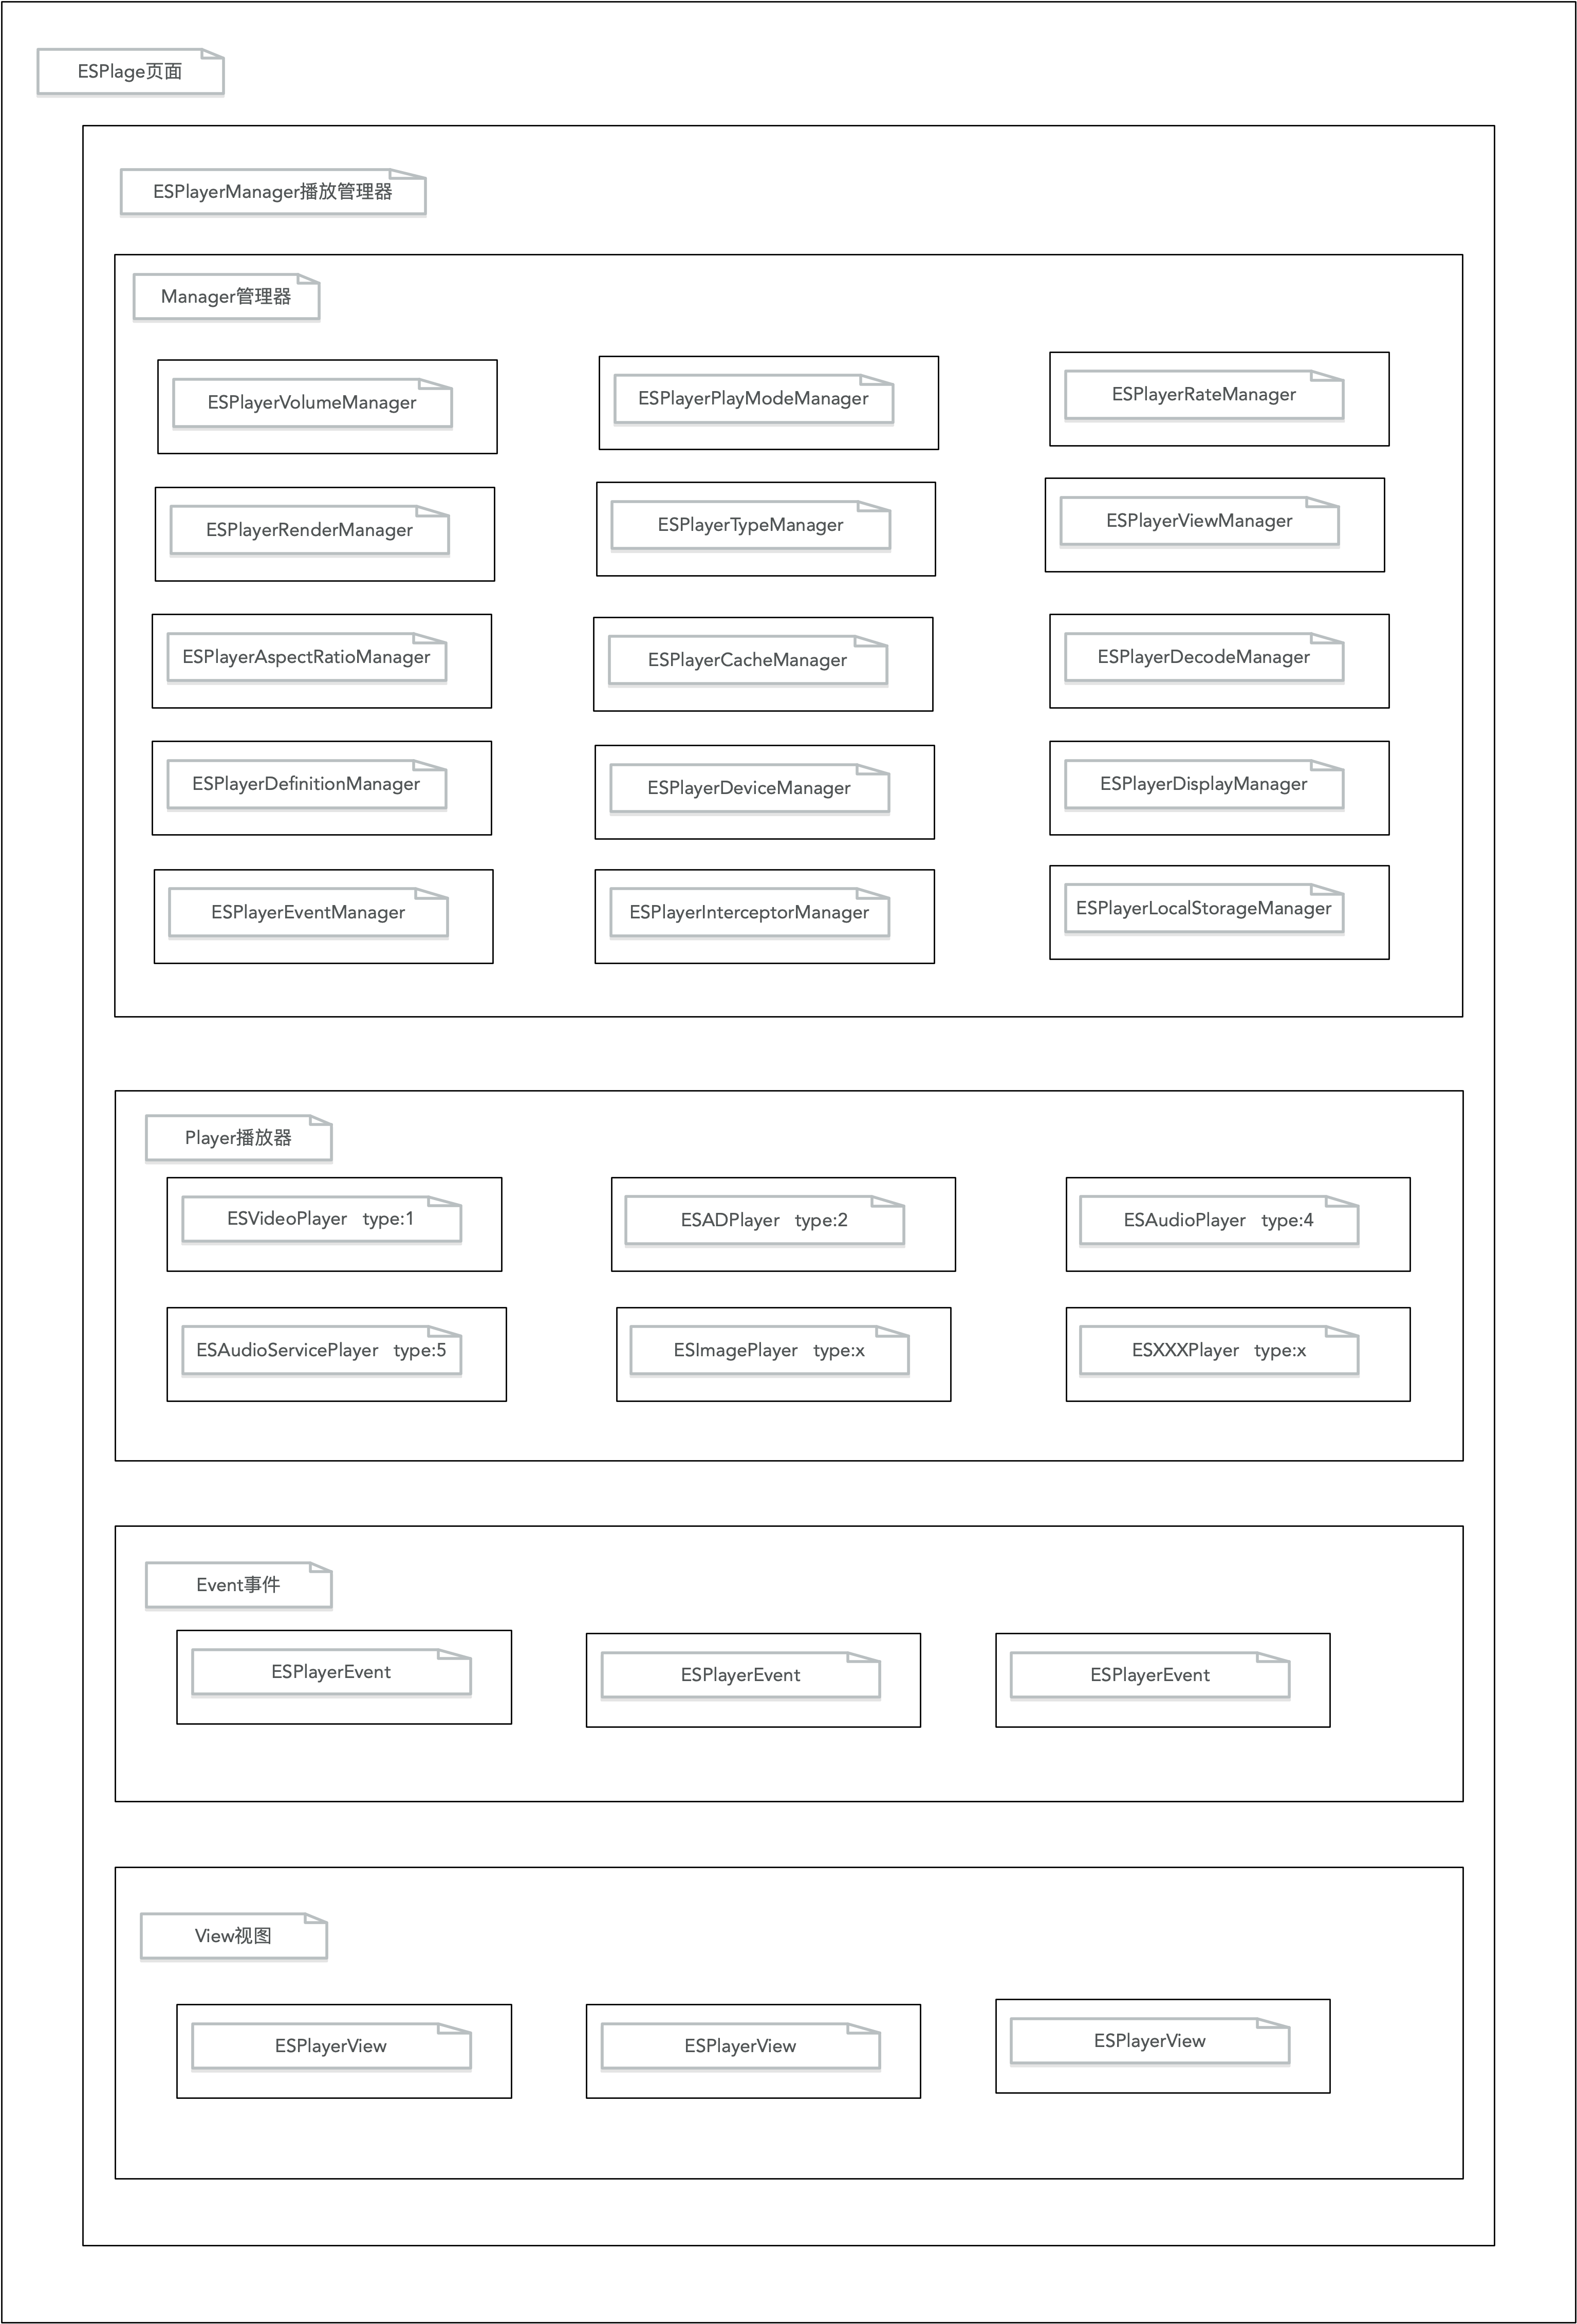 ESPlage页面
ESPlayerManager播放管理器
Manager管理器
ESPlayerVolumeManager
ESPlayerPlayModeManager
ESPlayerRateManager
ESPlayerRenderManager
ESPlayerTypeManager
ESPlayerViewManager
ESPlayerAspectRatioManager
ESPlayerCacheManager
ESPlayerDecodeManager
ESPlayerDefinitionManager
ESPlayerDeviceManager
ESPlayerDisplayManager
ESPlayerEventManager
ESPlayerInterceptorManager
ESPlayerLocalStorageManager
Player播放器
ESVideoPlayer type:1
ESADPlayer type:2
ESAudioPlayer type:4
ESAudioServicePlayer type:5
ESImagePlayer type:x
ESXXXPlayer type:x
Event事件
ESPlayerEvent
ESPlayerEvent
ESPlayerEvent
View视图
ESPlayerView
ESPlayerView
ESPlayerView